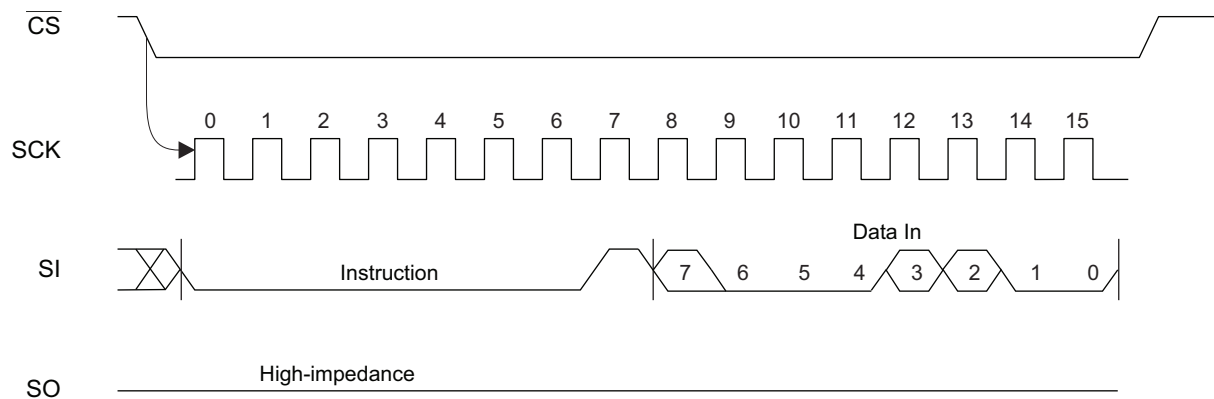 CS
0 1 2 3 4 5 6 7 8 9 10 11 12 13 14 15
SCK
Data In
SI
Instruction
7 6 5 4 3 2 1 0
High-impedance
SO